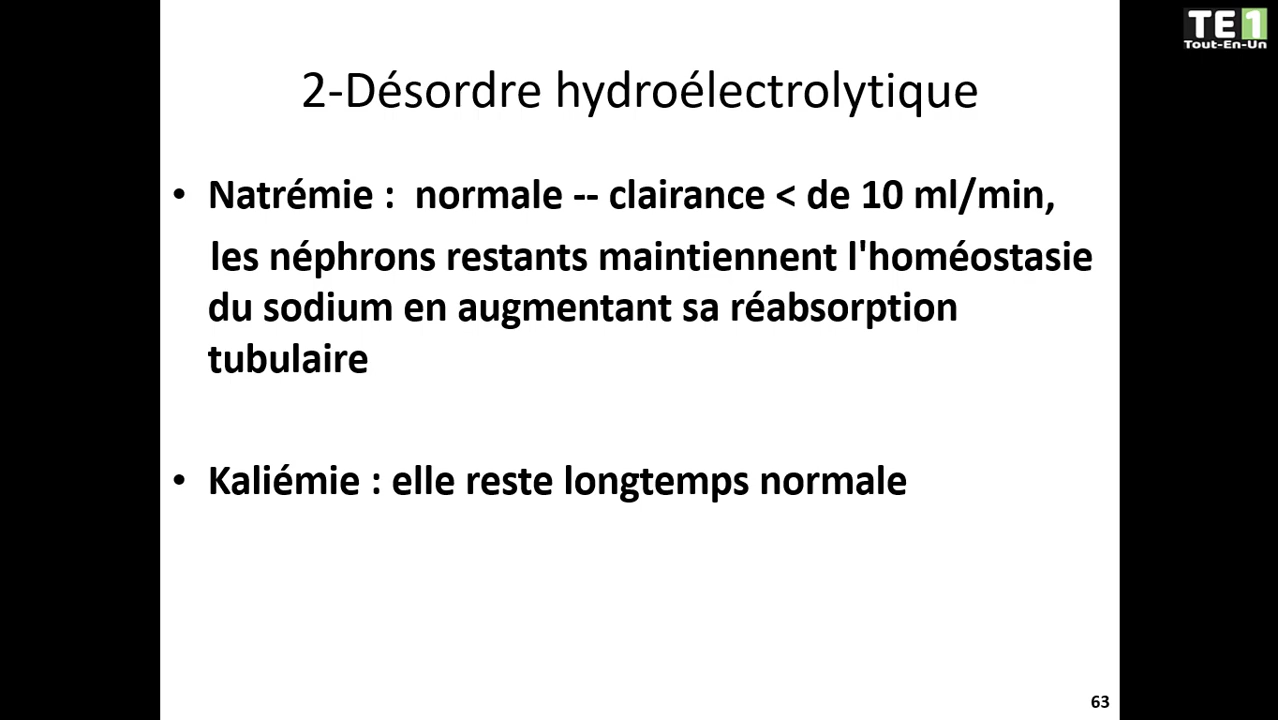 TE1
Tout-En-Un
2-Désordre hydroélectrolytique
• Natrémie : normale -- clairance < de 10 ml/min,
les néphrons restants maintiennent l'homéostasie
du sodium en augmentant sa réabsorption
tubulaire
• Kaliémie : elle reste longtemps normale
63